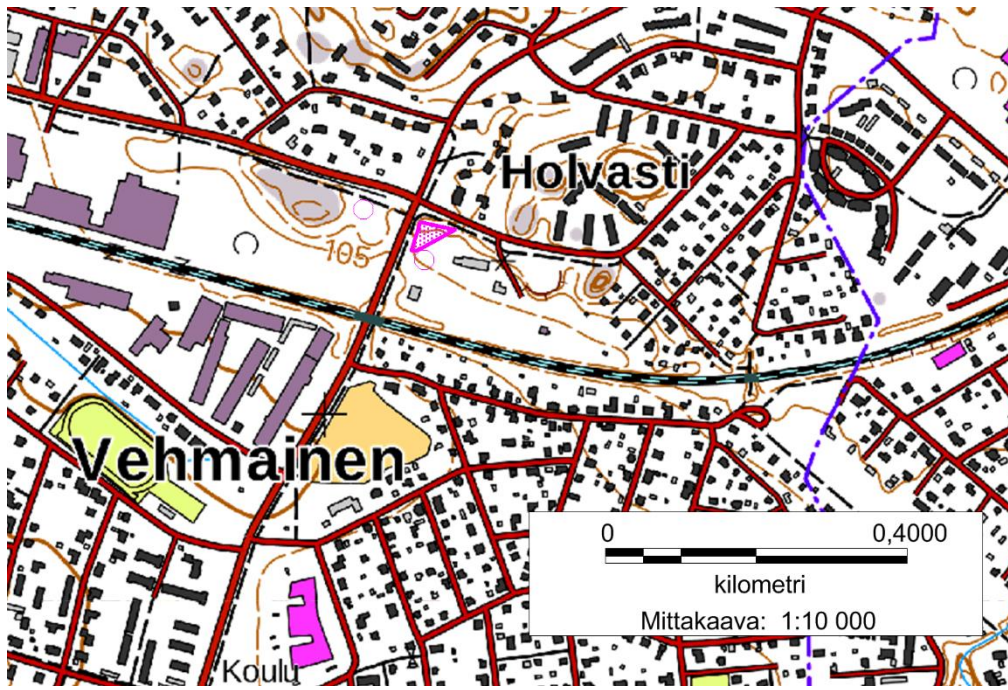 Holvasti
105
Vehmainen
0 0,4000
kilometri
Mittakaava: 1:10 000
Koulu